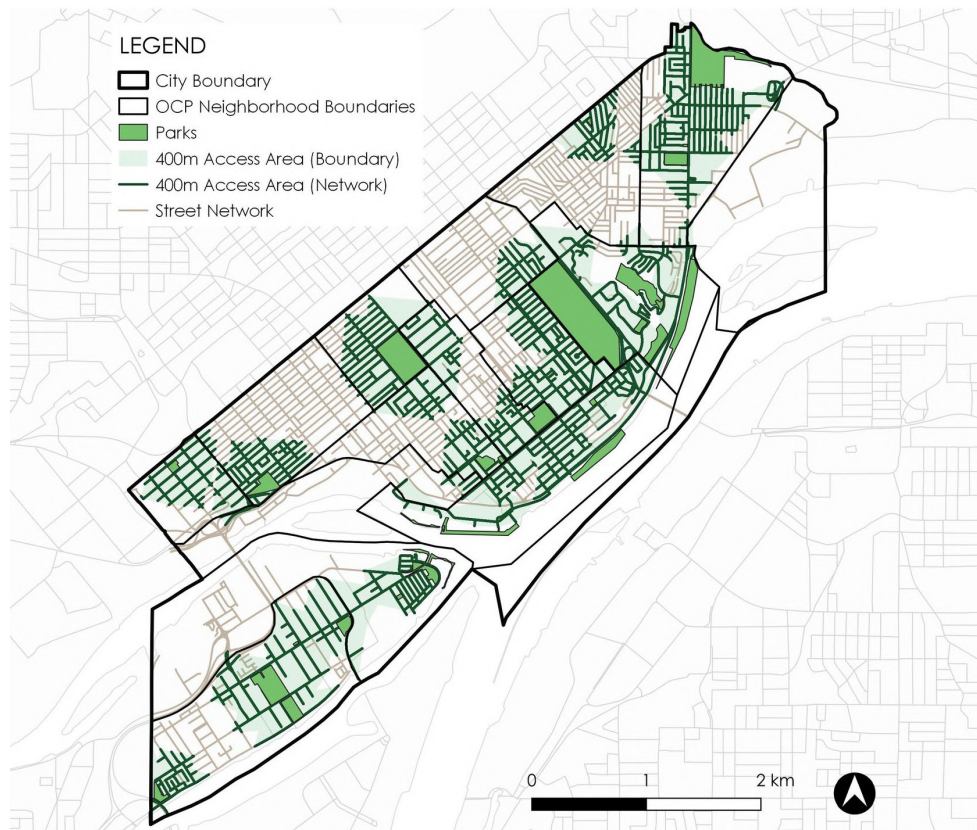 LEGEND
City Boundary
OCP Neighborhood Boundaries
Parks
400m Access Area (Boundary)
400m Access Area (Network)
Street Network
0 1 2 km